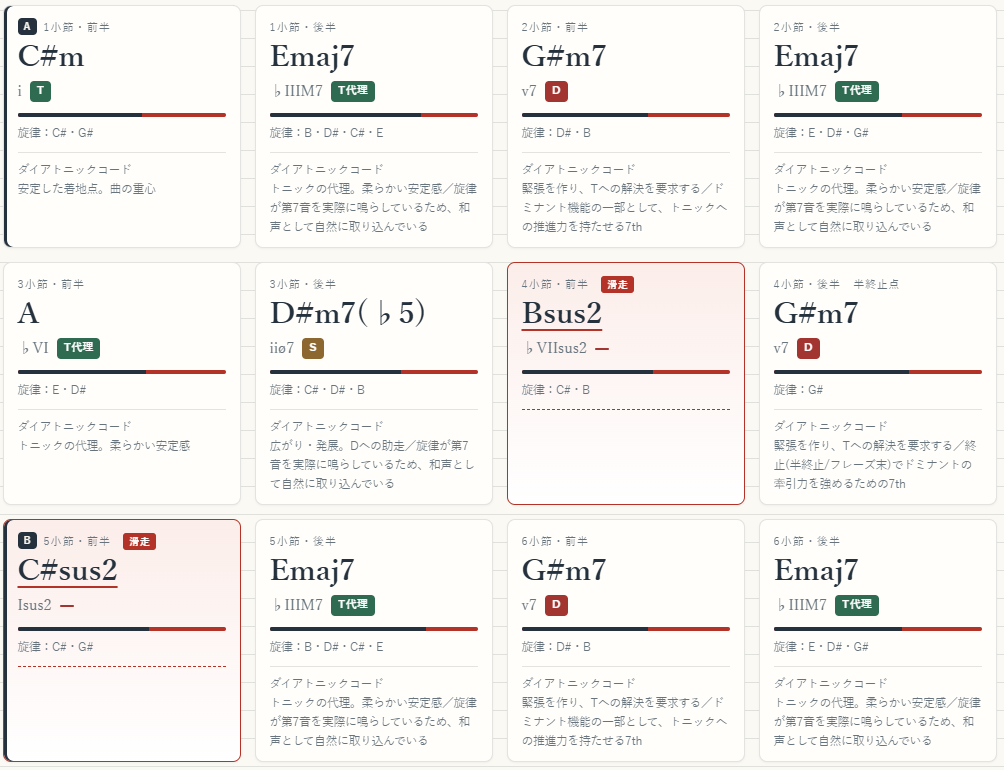 A 1小節・前半
C#m
i T
旋律：C#・G#
ダイアトニックコード
安定した着地点。曲の重心
1小節・後半
Emaj7
♭IIIM7 T代理
旋律：B・D#・C#・E
ダイアトニックコード
トニックの代理。柔らかい安定感／旋律
が第7音を実際に鳴らしているため、和
声として自然に取り込んでいる
2小節・前半
G#m7
v7 D
旋律：D#・B
ダイアトニックコード
緊張を作り、Tへの解決を要求する／ド
ミナント機能の一部として、トニックへ
の推進力を持たせる7th
2小節・後半
Emaj7
♭IIIM7 T代理
旋律：E・D#・G#
ダイアトニックコード
トニックの代理。柔らかい安定感／旋律
が第7音を実際に鳴らしているため、和
声として自然に取り込んでいる
3小節・前半
A
♭VI T代理
旋律：E・D#
ダイアトニックコード
トニックの代理。柔らかい安定感
3小節・後半
D#m7(♭5)
iiø7 S
旋律：C#・D#・B
ダイアトニックコード
広がり・発展。Dへの助走／旋律が第7
音を実際に鳴らしているため、和声とし
て自然に取り込んでいる
4小節・前半 滑走
Bsus2
♭VIIsus2 —
旋律：C#・B
4小節・後半 半終止点
G#m7
v7 D
旋律：G#
ダイアトニックコード
緊張を作り、Tへの解決を要求する／終
止(半終止/フレーズ末)でドミナントの
牽引力を強めるための7th
B 5小節・前半 滑走
C#sus2
Isus2 —
旋律：C#・G#
5小節・後半
Emaj7
♭IIIM7 T代理
旋律：B・D#・C#・E
ダイアトニックコード
トニックの代理。柔らかい安定感／旋律
が第7音を実際に鳴らしているため、和
声として自然に取り込んでいる
6小節・前半
G#m7
v7 D
旋律：D#・B
ダイアトニックコード
緊張を作り、Tへの解決を要求する／ド
ミナント機能の一部として、トニックへ
の推進力を持たせる7th
6小節・後半
Emaj7
♭IIIM7 T代理
旋律：E・D#・G#
ダイアトニックコード
トニックの代理。柔らかい安定感／旋律
が第7音を実際に鳴らしているため、和
声として自然に取り込んでいる